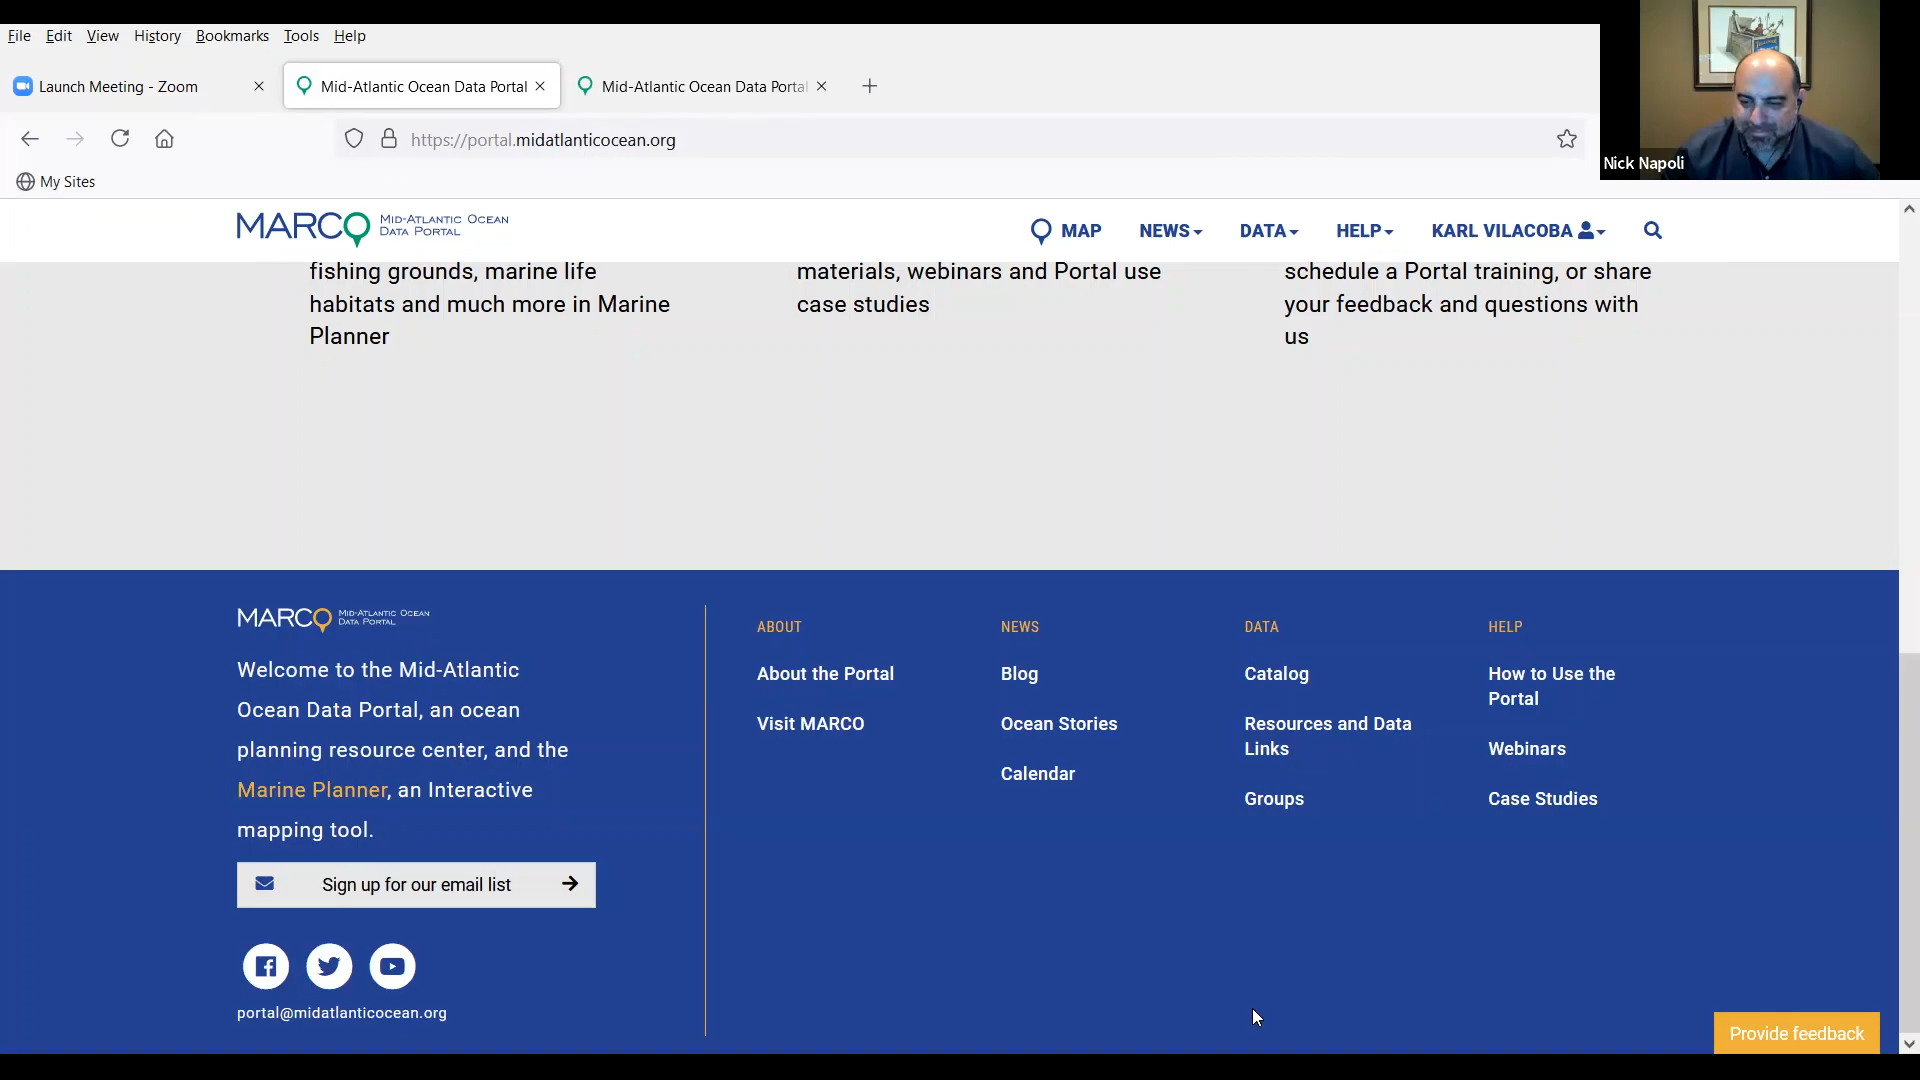 File Edit View History Bookmarks Tools Help
Launch Meeting - Zoom
Mid-Atlantic Ocean Data Portal
Mid-Atlantic Ocean Data Portal
https://portal.midatlanticocean.org
My Sites
Nick Napoli
MARCO MID-ATLANTIC OCEAN
DATA PORTAL
MAP NEWS DATA HELP KARL VILACOBA
fishing grounds, marine life
habitats and much more in Marine
Planner
materials, webinars and Portal use
case studies
schedule a Portal training, or share
your feedback and questions with
us
MARCO MID-ATLANTIC OCEAN
DATA PORTAL
Welcome to the Mid-Atlantic
Ocean Data Portal, an ocean
planning resource center, and the
Marine Planner, an Interactive
mapping tool.
Sign up for our email list
portal@midatlanticocean.org
ABOUT
About the Portal
Visit MARCO
NEWS
Blog
Ocean Stories
Calendar
DATA
Catalog
Resources and Data
Links
Groups
HELP
How to Use the
Portal
Webinars
Case Studies
Provide feedback